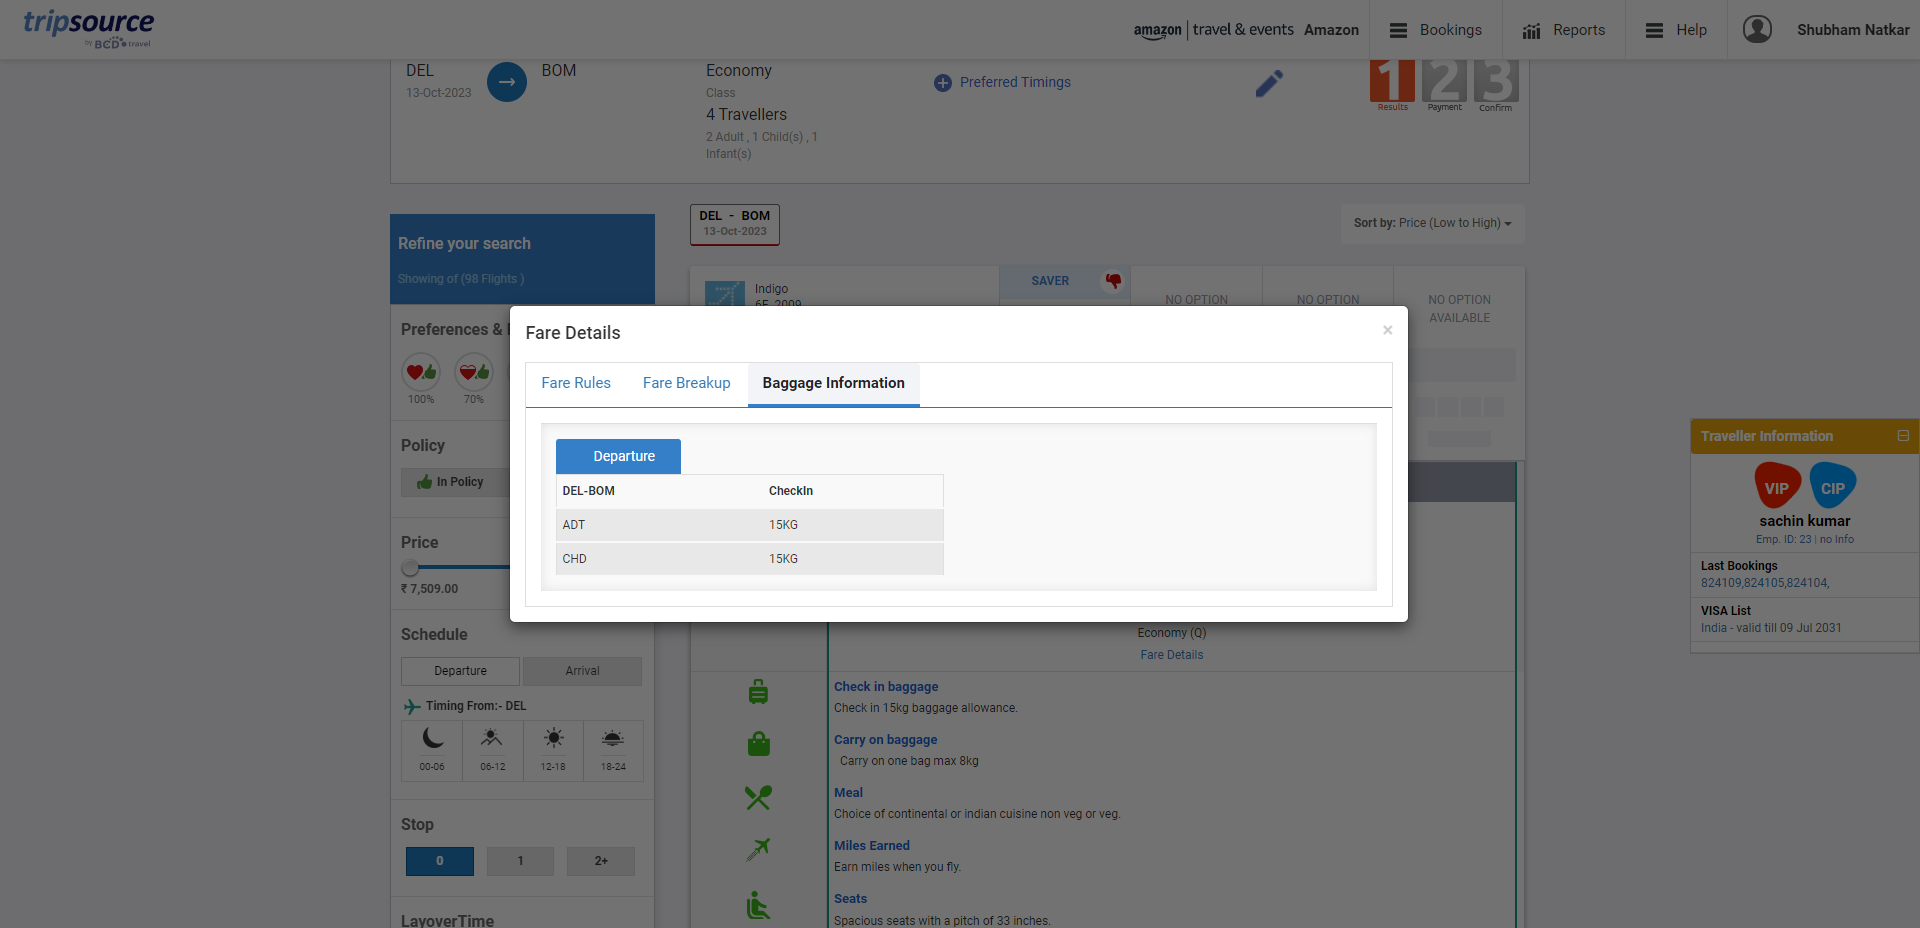 tripsource
by BCD travel
amazon travel & events Amazon
Bookings
Reports
Help
Shubham Natkar
DEL
13-Oct-2023
BOM
Economy
Class
4 Travellers
2 Adult , 1 Child(s) , 1
Infant(s)
Preferred Timings
1 2 3
Results Payment Confirm
Refine your search
Showing of (98 Flights )
DEL - BOM
13-Oct-2023
Sort by: Price (Low to High)
Indigo
6E 2009
SAVER
NO OPTION
NO OPTION
NO OPTION
AVAILABLE
Preferences &
100% 70%
Policy
In Policy
Price
₹ 7,509.00
Schedule
Departure Arrival
Timing From:- DEL
00-06 06-12 12-18 18-24
Stop
0 1 2+
LayoverTime
Fare Details
×
Fare Rules Fare Breakup Baggage Information
Departure
DEL-BOM CheckIn
ADT 15KG
CHD 15KG
Economy (Q)
Fare Details
Check in baggage
Check in 15kg baggage allowance.
Carry on baggage
Carry on one bag max 8kg
Meal
Choice of continental or indian cuisine non veg or veg.
Miles Earned
Earn miles when you fly.
Seats
Spacious seats with a pitch of 33 inches.
Traveller Information
VIP CIP
sachin kumar
Emp. ID: 23 | no Info
Last Bookings
824109,824105,824104,
VISA List
India - valid till 09 Jul 2031